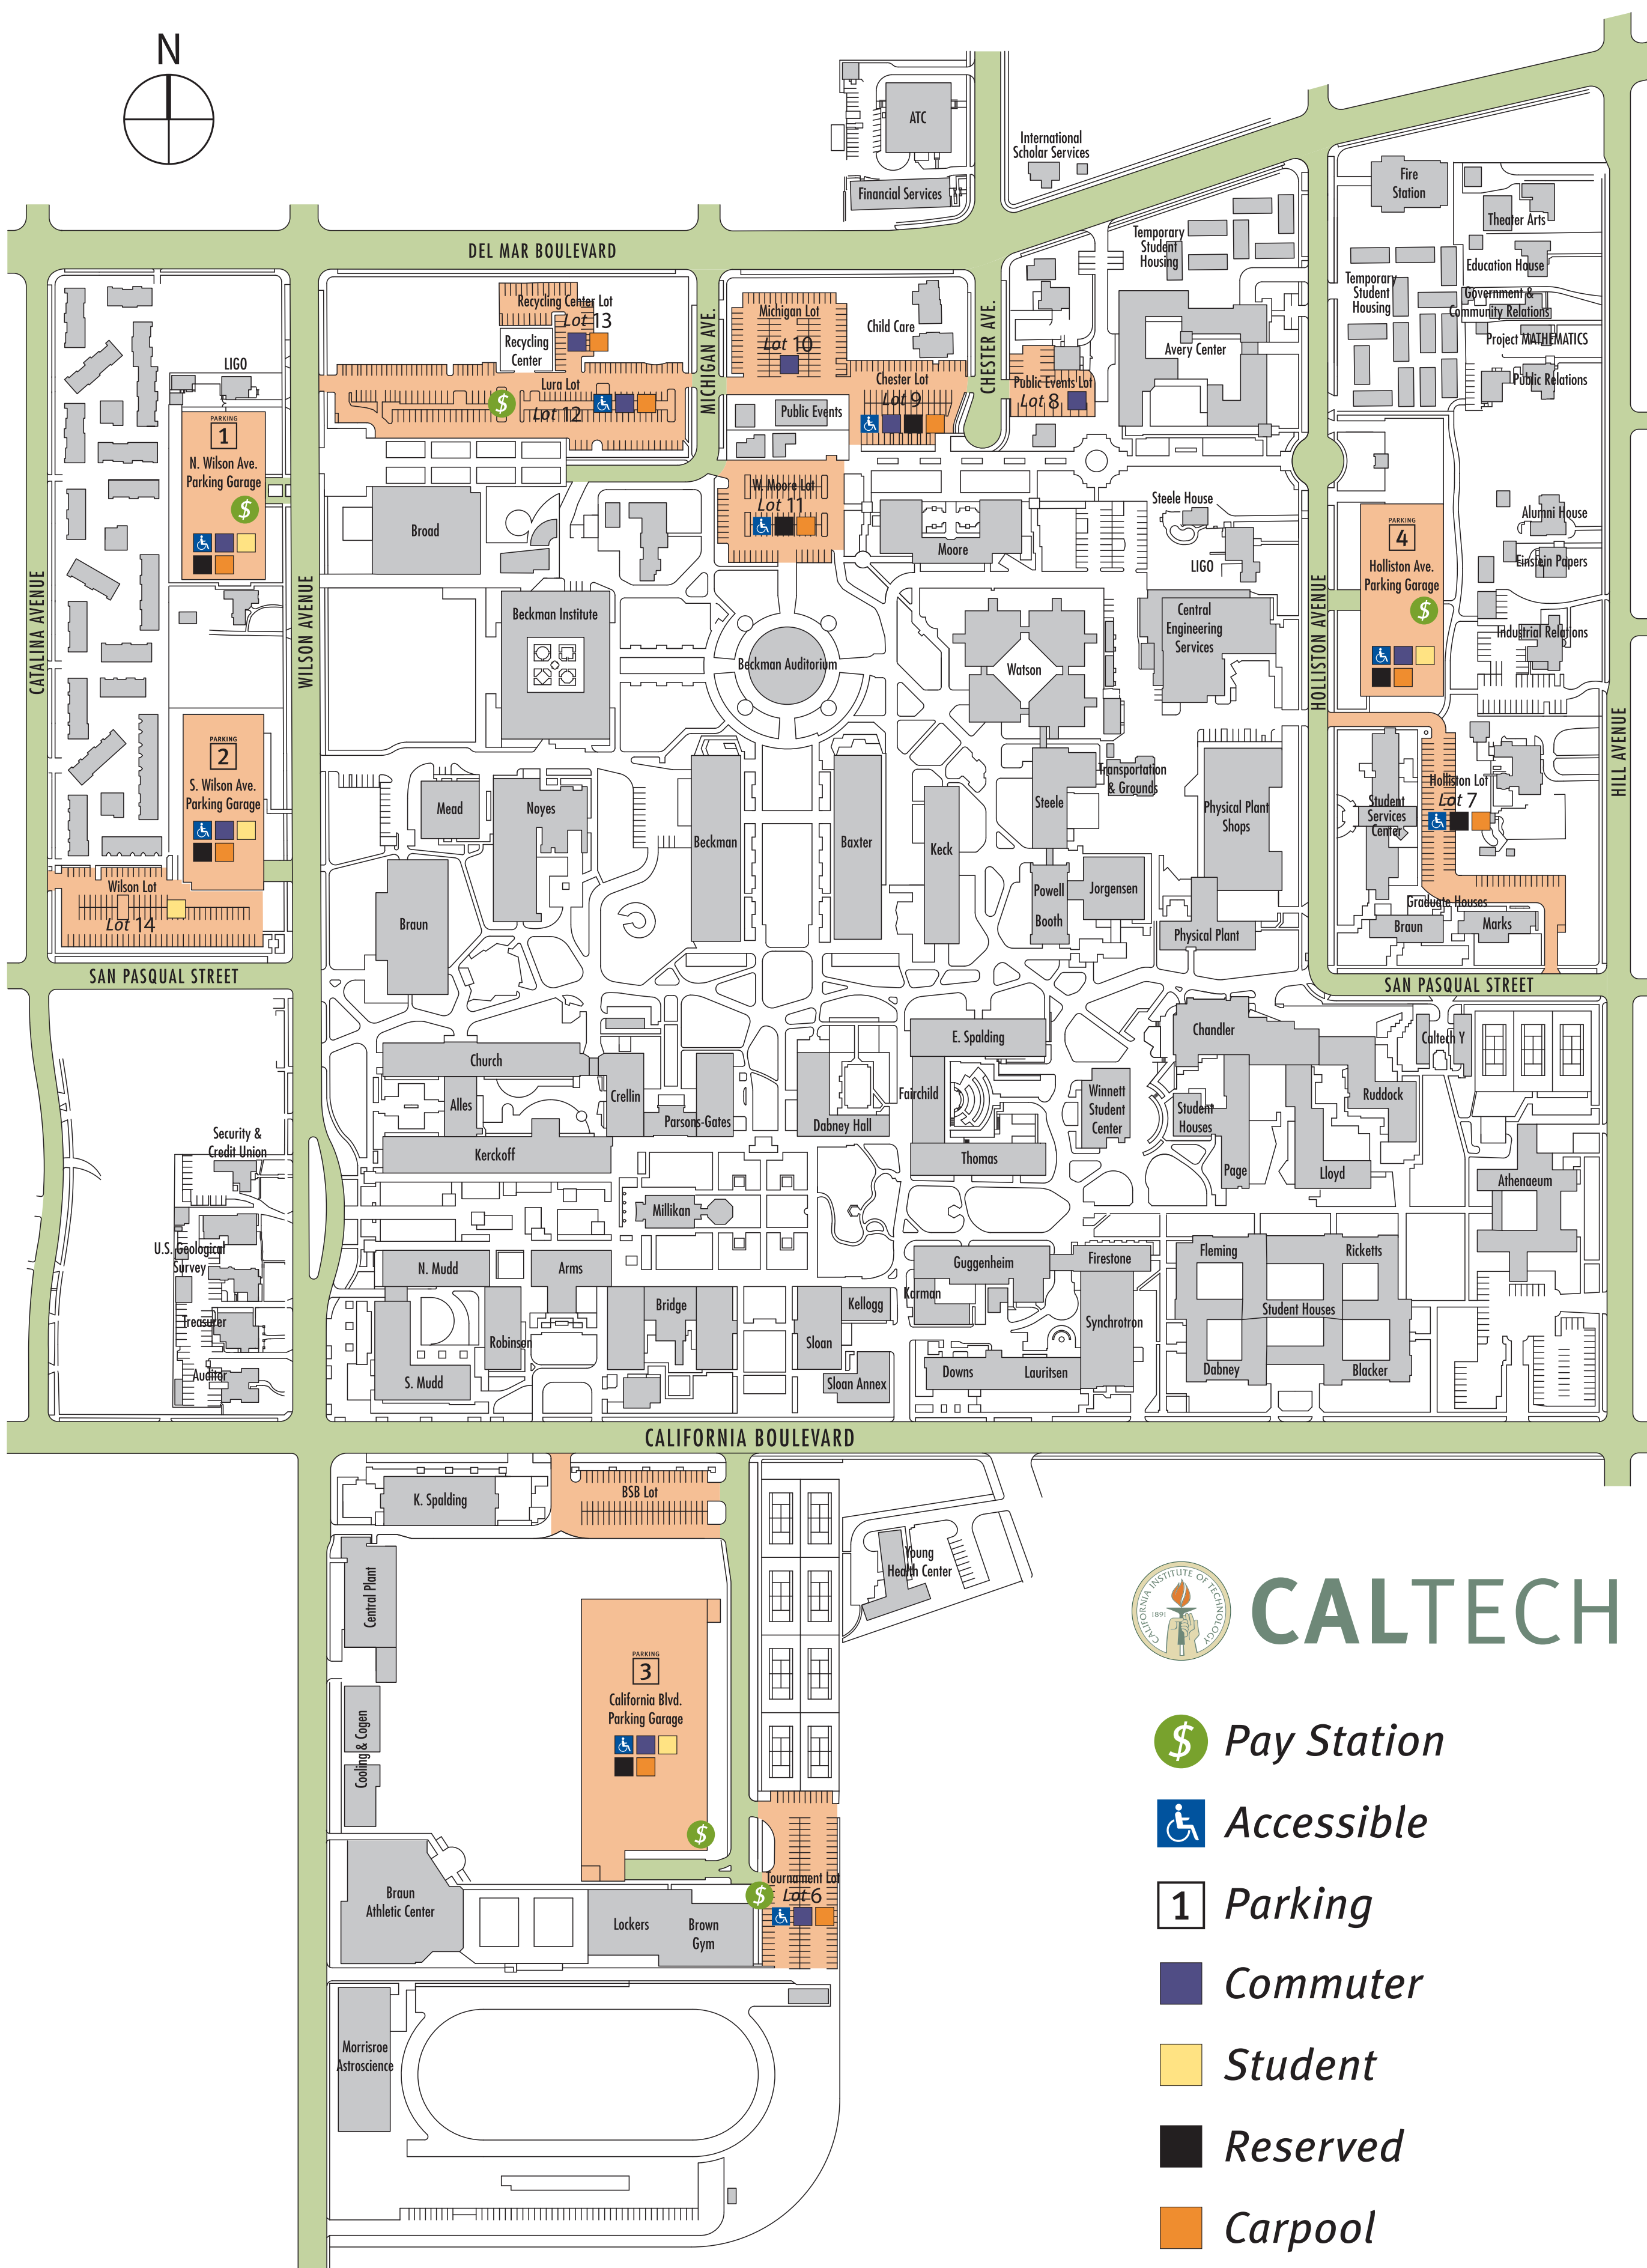 N
ATC
International
Scholar Services
Financial Services
Fire
Station
Theater Arts
DEL MAR BOULEVARD
Temporary
Student
Housing
Education House
Temporary
Student
Housing
Government &
Community Relations
Recycling Center Lot
Lot 13
Recycling
Center
Michigan Lot
Lot 10
Child Care
CHESTER AVE.
MICHIGAN AVE.
Avery Center
Project MATHEMATICS
Public Relations
LIGO
Lura Lot
Lot 12
$
Chester Lot
Lot 9
Public Events Lot
Lot 8
Public Events
PARKING
1
N. Wilson Ave.
Parking Garage
$
W. Moore Lot
Lot 11
Broad
Moore
Steele House
LIGO
PARKING
4
Holliston Ave.
Parking Garage
$
Alumni House
Einstein Papers
Industrial Relations
CATALINA AVENUE
WILSON AVENUE
HOLLISTON AVENUE
HILL AVENUE
Beckman Institute
Beckman Auditorium
Watson
Central
Engineering
Services
PARKING
2
S. Wilson Ave.
Parking Garage
Mead
Noyes
Beckman
Baxter
Keck
Steele
Transportation
& Grounds
Physical Plant
Shops
Student
Services
Center
Holliston Lot
Lot 7
Wilson Lot
Lot 14
Braun
Powell
Booth
Jorgensen
Physical Plant
Graduate Houses
Braun
Marks
SAN PASQUAL STREET
SAN PASQUAL STREET
Church
Alles
Crellin
Parsons-Gates
Kerckoff
Dabney Hall
E. Spalding
Fairchild
Thomas
Winnett
Student
Center
Chandler
Student
Houses
Page
Lloyd
Ruddock
Caltech Y
Athenaeum
Security &
Credit Union
U.S. Geological
Survey
Treasurer
Auditor
Millikan
N. Mudd
Arms
Robinson
S. Mudd
Bridge
Sloan
Kellogg
Sloan Annex
Guggenheim
Karman
Firestone
Synchrotron
Downs
Lauritsen
Fleming
Ricketts
Student Houses
Dabney
Blacker
CALIFORNIA BOULEVARD
K. Spalding
BSB Lot
Central Plant
Young
Health Center
PARKING
3
California Blvd.
Parking Garage
$
Cooling & Cogen
Tournament Lot
Lot 6
$
Braun
Athletic Center
Lockers
Brown
Gym
Morrisroe
Astroscience
CALIFORNIA INSTITUTE OF TECHNOLOGY
1891
CALTECH
$ Pay Station
Accessible
1 Parking
Commuter
Student
Reserved
Carpool